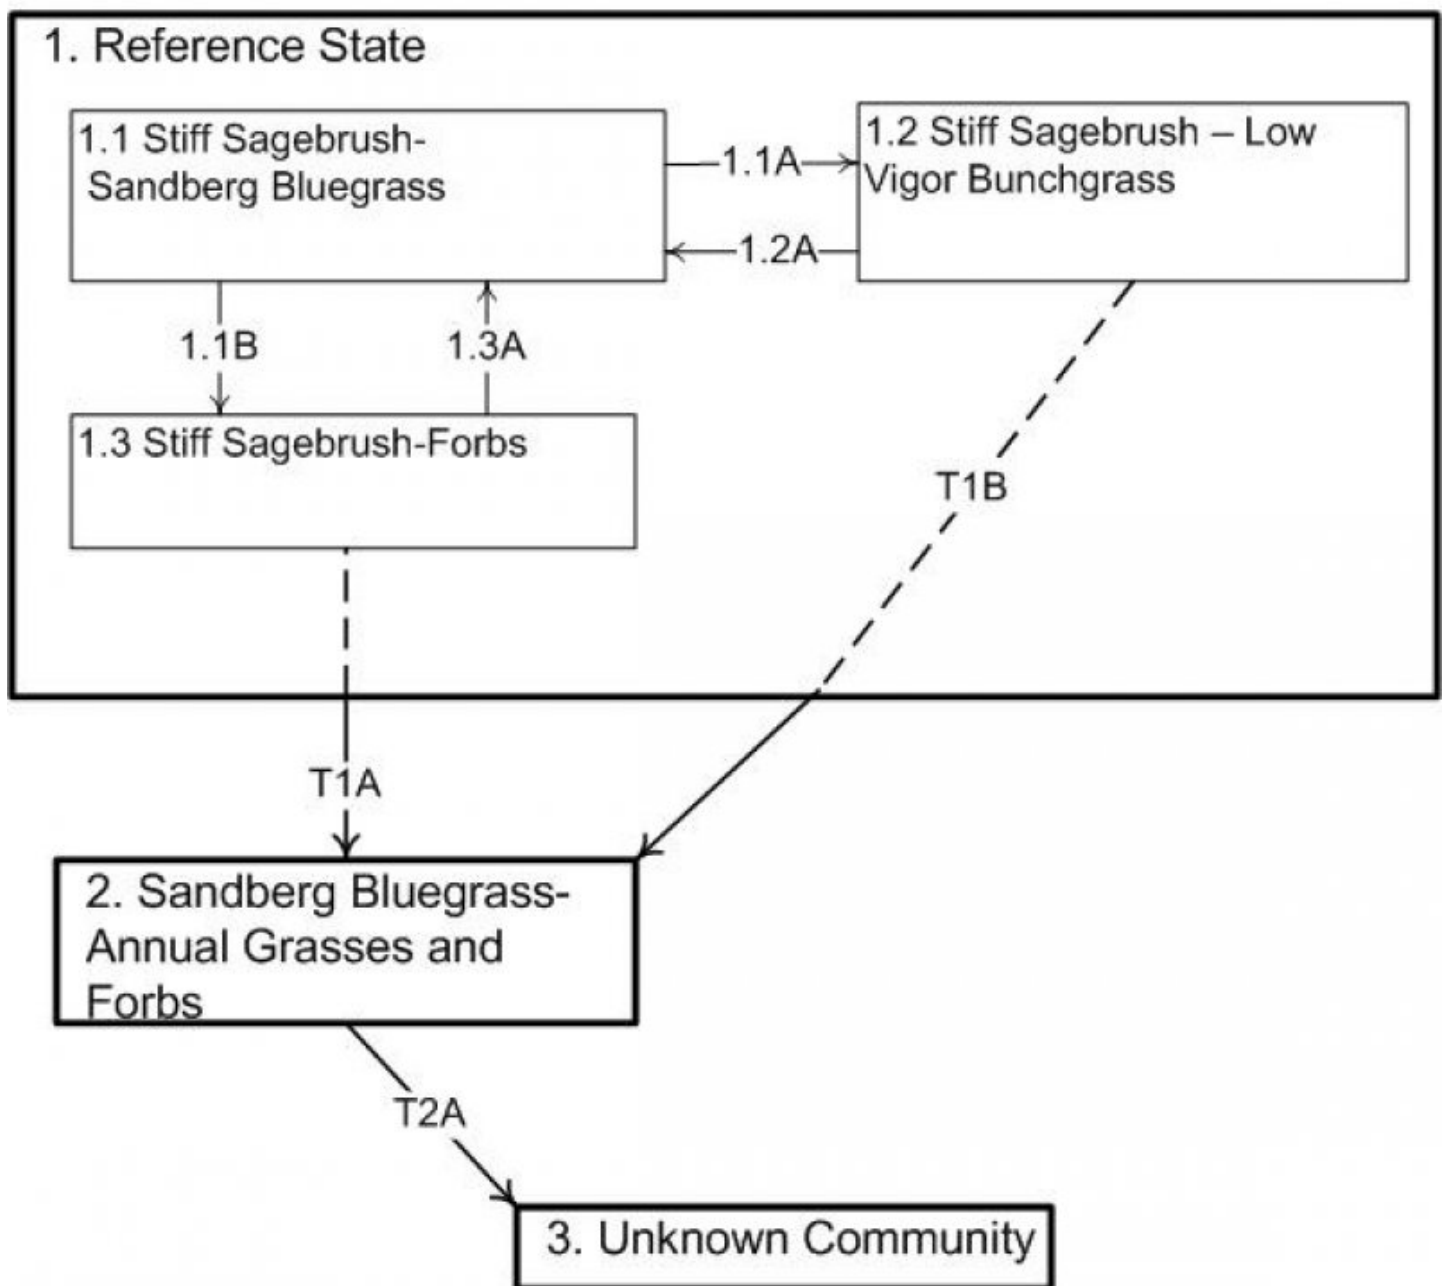 1. Reference State
1.1 Stiff Sagebrush-
Sandberg Bluegrass
1.1A
1.2 Stiff Sagebrush – Low
Vigor Bunchgrass
1.2A
1.1B
1.3A
1.3 Stiff Sagebrush-Forbs
T1B
T1A
2. Sandberg Bluegrass-
Annual Grasses and
Forbs
T2A
3. Unknown Community